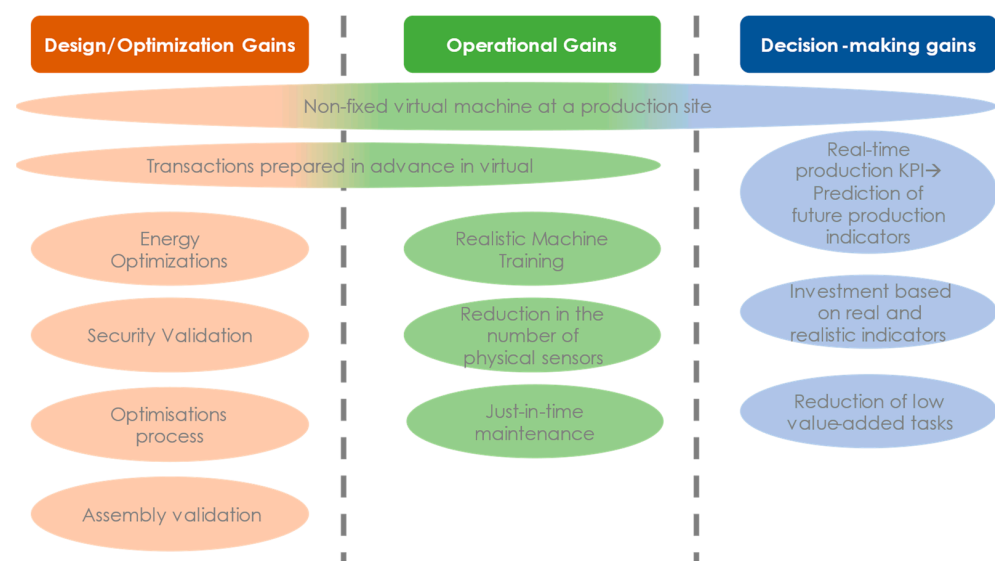 Design/Optimization Gains
Operational Gains
Decision-making gains
Non-fixed virtual machine at a production site
Transactions prepared in advance in virtual
Energy
Optimizations
Security Validation
Optimisations
process
Assembly validation
Realistic Machine
Training
Reduction in the
number of
physical sensors
Just-in-time
maintenance
Real-time
production KPI→
Prediction of
future production
indicators
Investment based
on real and
realistic indicators
Reduction of low
value-added tasks